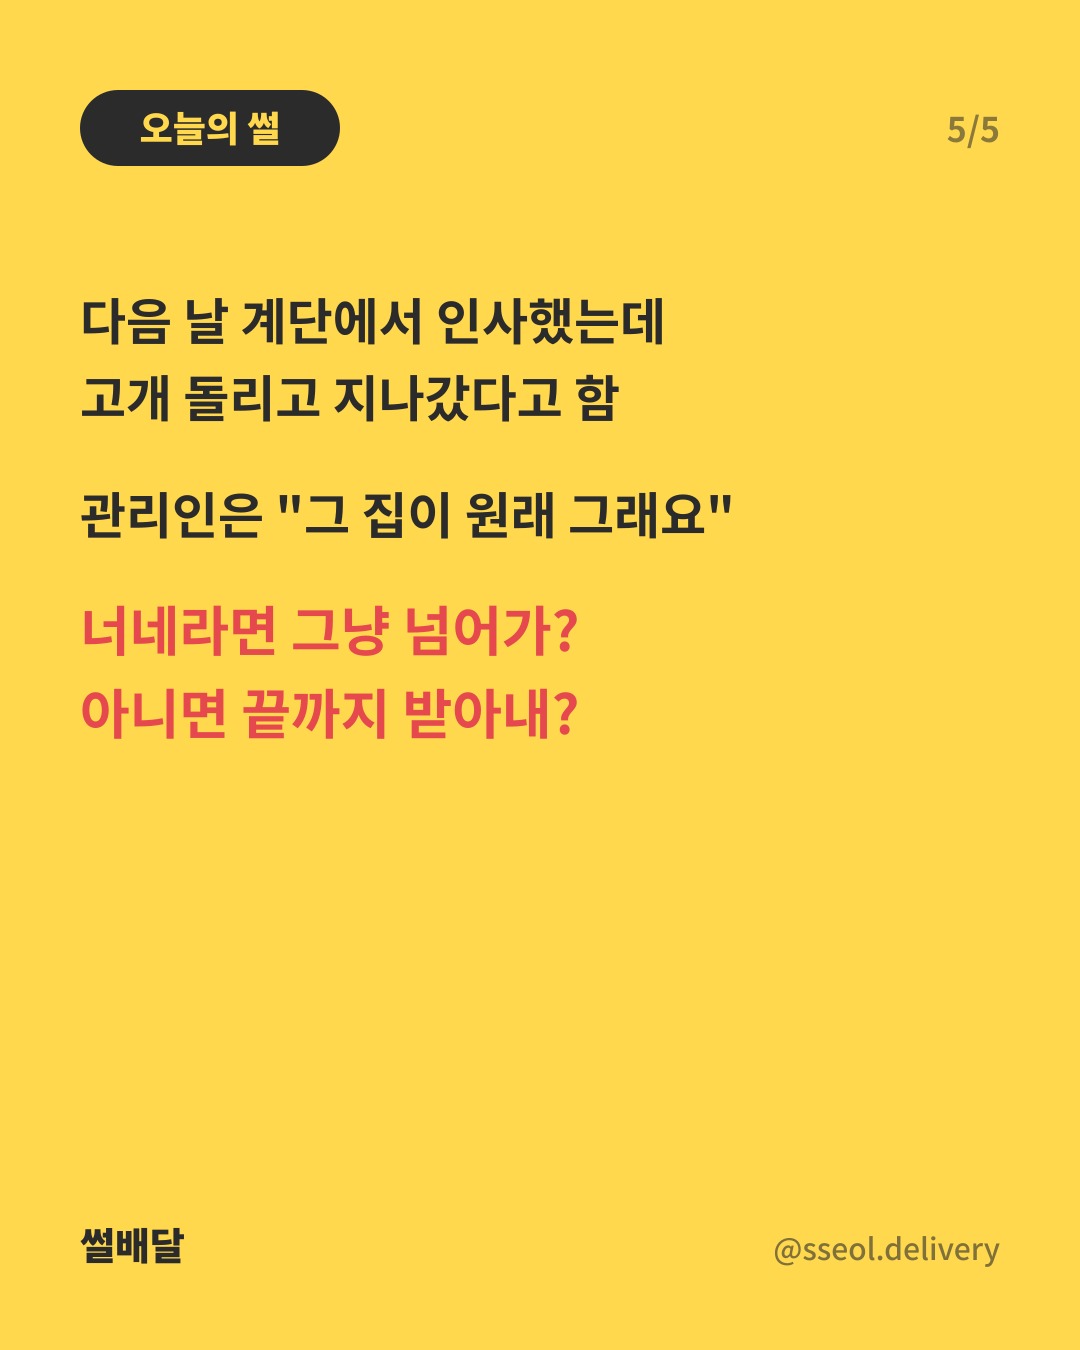 오늘의 썰
5/5
다음 날 계단에서 인사했는데
고개 돌리고 지나갔다고 함
관리인은 "그 집이 원래 그래요"
너네라면 그냥 넘어가?
아니면 끝까지 받아내?
썰배달
@sseol.delivery